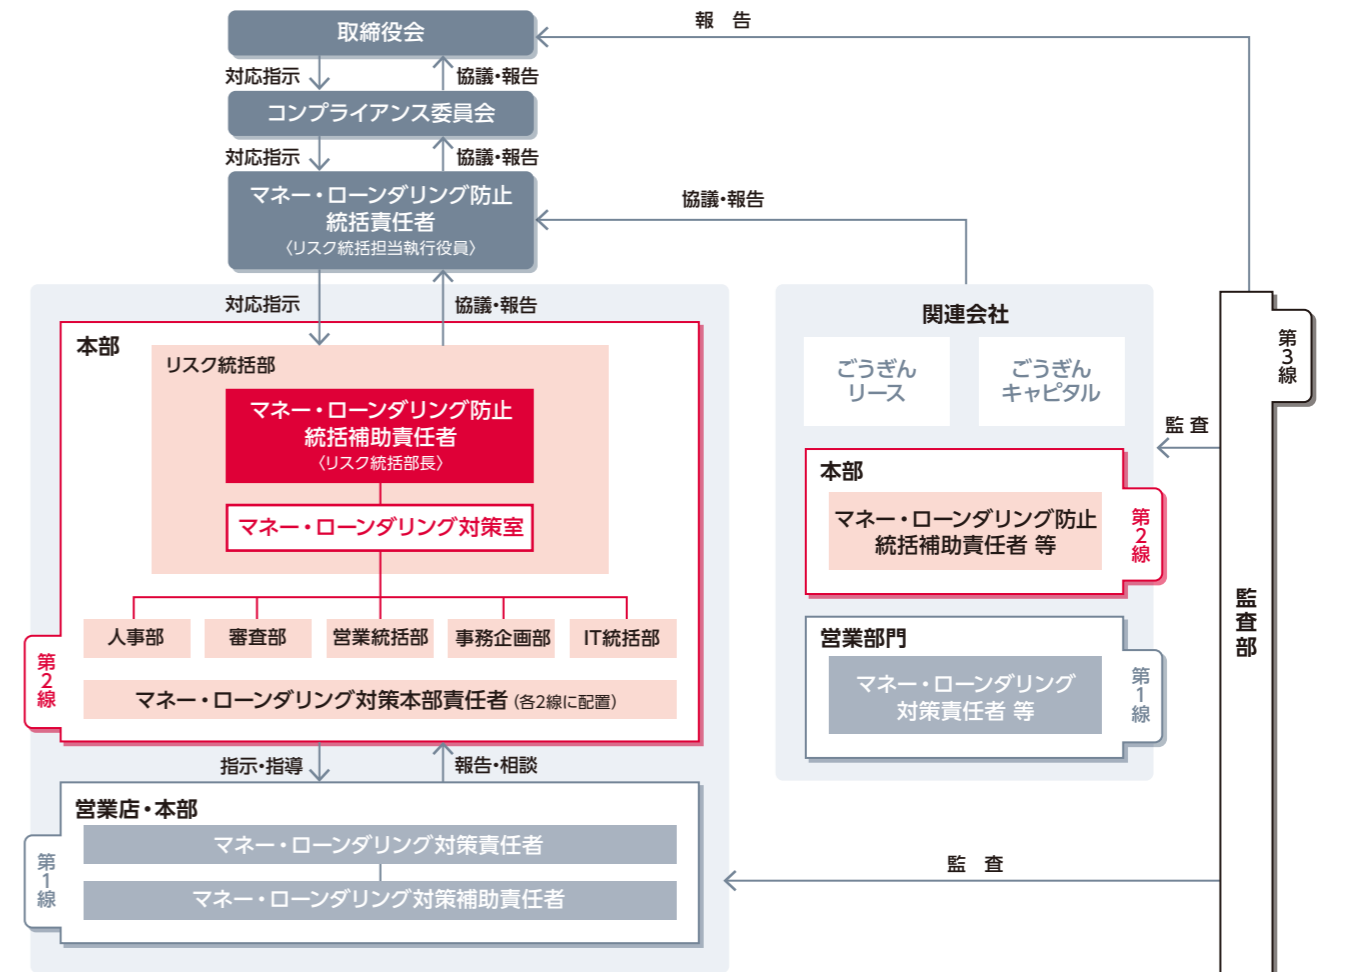 取締役会
報 告
対応指示
協議・報告
コンプライアンス委員会
対応指示
協議・報告
マネー・ローンダリング防止
統括責任者
〈リスク統括担当執行役員〉
協議・報告
対応指示
協議・報告
本部
リスク統括部
マネー・ローンダリング防止
統括補助責任者
〈リスク統括部長〉
マネー・ローンダリング対策室
人事部
審査部
営業統括部
事務企画部
IT統括部
マネー・ローンダリング対策本部責任者 (各2線に配置)
第2線
指示・指導
報告・相談
営業店・本部
マネー・ローンダリング対策責任者
マネー・ローンダリング対策補助責任者
第1線
関連会社
ごうぎん
リース
ごうぎん
キャピタル
本部
マネー・ローンダリング防止
統括補助責任者 等
第2線
営業部門
マネー・ローンダリング
対策責任者 等
第1線
監 査
監 査
第3線
監査部